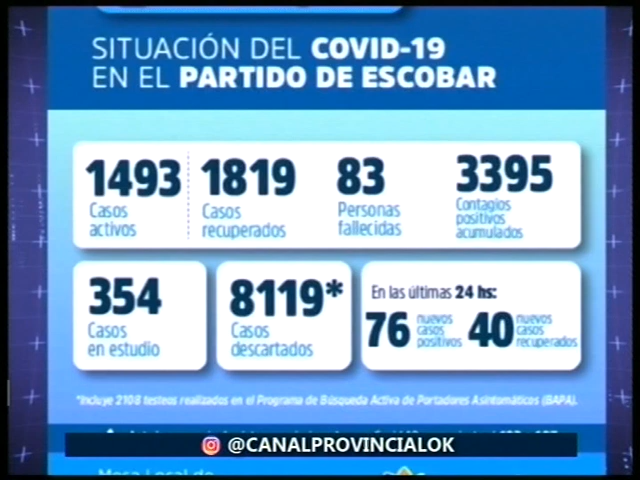 SITUACIÓN DEL COVID-19
EN EL PARTIDO DE ESCOBAR
1493
Casos
activos
1819
Casos
recuperados
83
Personas
fallecidas
3395
Contagios
positivos
acumulados
354
Casos
en estudio
8119*
Casos
descartados
En las últimas 24 hs:
76 nuevos
casos
positivos
40 nuevos
casos
recuperados
*Incluye 2108 testeos realizados en el Programa de Búsqueda Activa de Portadores Asintomáticos (BAPA).
@CANALPROVINCIALOK
Mesa Local de